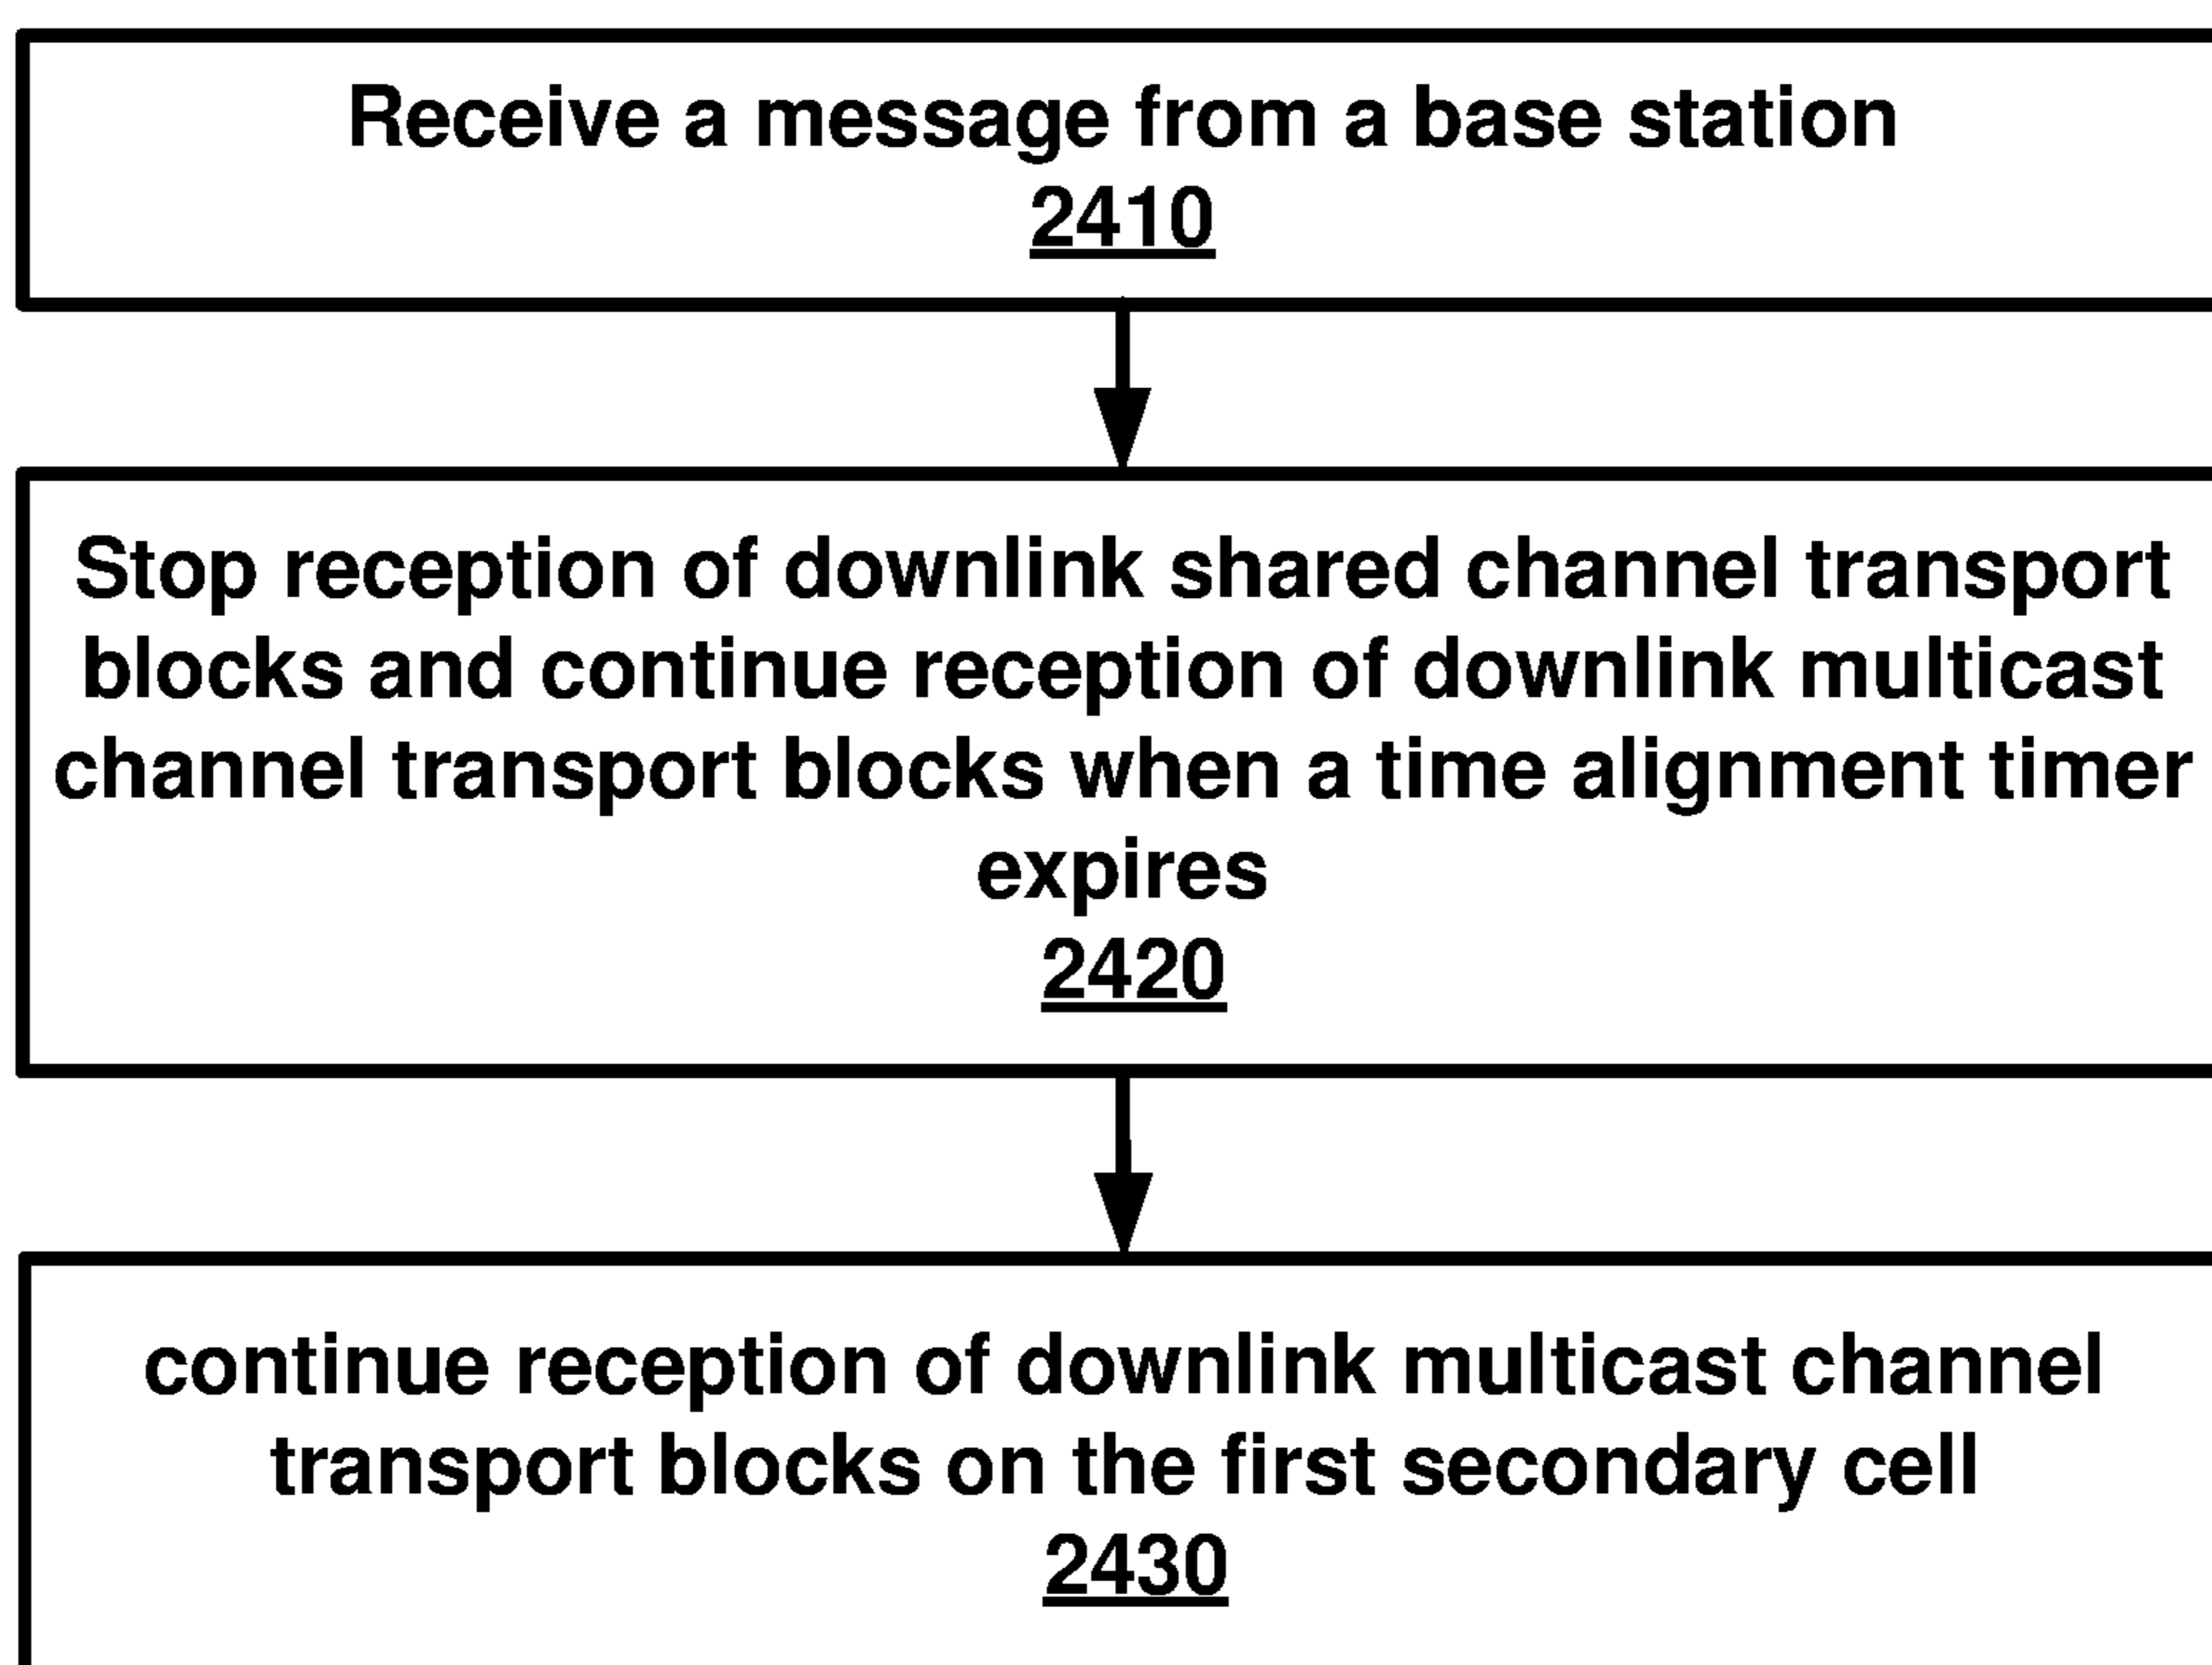 Receive a message from a base station
2410
Stop reception of downlink shared channel transport
blocks and continue reception of downlink multicast
channel transport blocks when a time alignment timer
expires
2420
continue reception of downlink multicast channel
transport blocks on the first secondary cell
2430